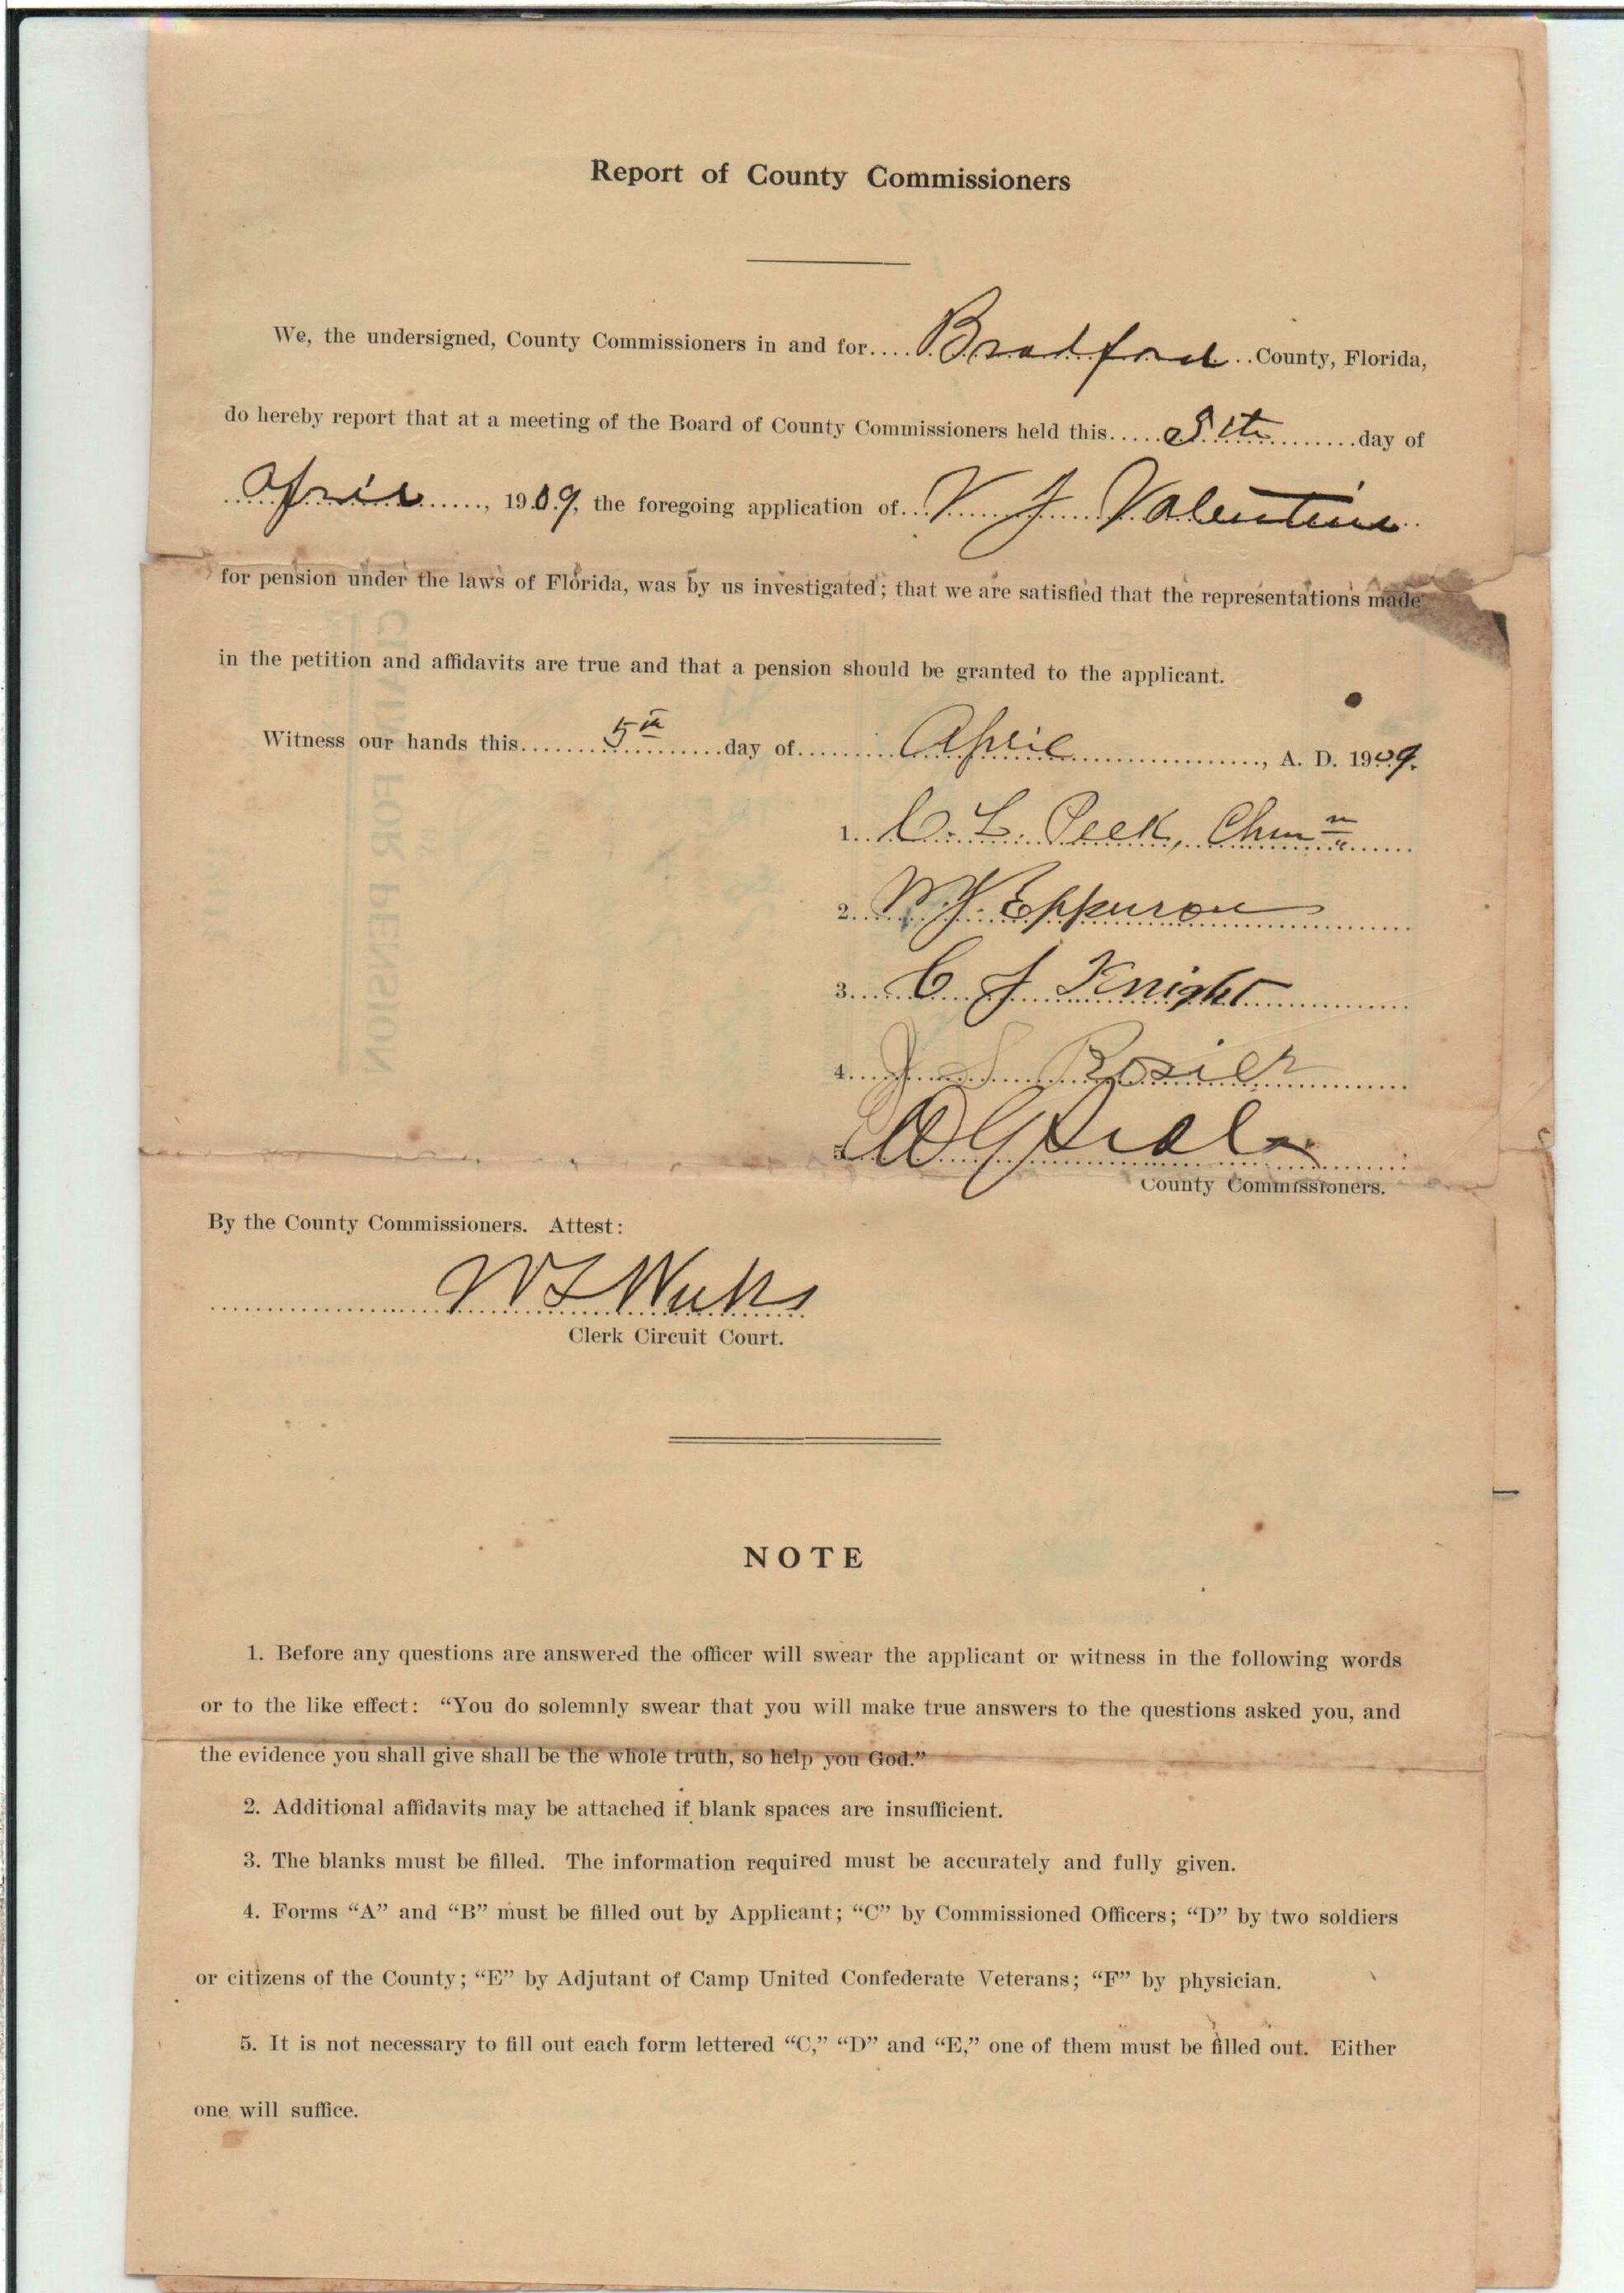 Report of County Commissioners
We, the undersigned, County Commissioners in and for....Bradford..County, Florida,
do hereby report that at a meeting of the Board of County Commissioners held this.....5th........day of
April......, 1909, the foregoing application of..V J Valentine..
for pension under the laws of Florida, was by us investigated; that we are satisfied that the representations made
in the petition and affidavits are true and that a pension should be granted to the applicant.
Witness our hands this.......5th........day of.......April..................., A. D. 1909.
1. C. L. Peek, Chmn
2.
3. C J Knight
4. J S Rosier
County Commissioners.
By the County Commissioners. Attest:
W L
Clerk Circuit Court.
NOTE
1. Before any questions are answered the officer will swear the applicant or witness in the following words
or to the like effect: “You do solemnly swear that you will make true answers to the questions asked you, and
the evidence you shall give shall be the whole truth, so help you God.”
2. Additional affidavits may be attached if blank spaces are insufficient.
3. The blanks must be filled. The information required must be accurately and fully given.
4. Forms “A” and “B” must be filled out by Applicant; “C” by Commissioned Officers; “D” by two soldiers
or citizens of the County; “E” by Adjutant of Camp United Confederate Veterans; “F” by physician.
5. It is not necessary to fill out each form lettered “C,” “D” and “E,” one of them must be filled out. Either
one will suffice.